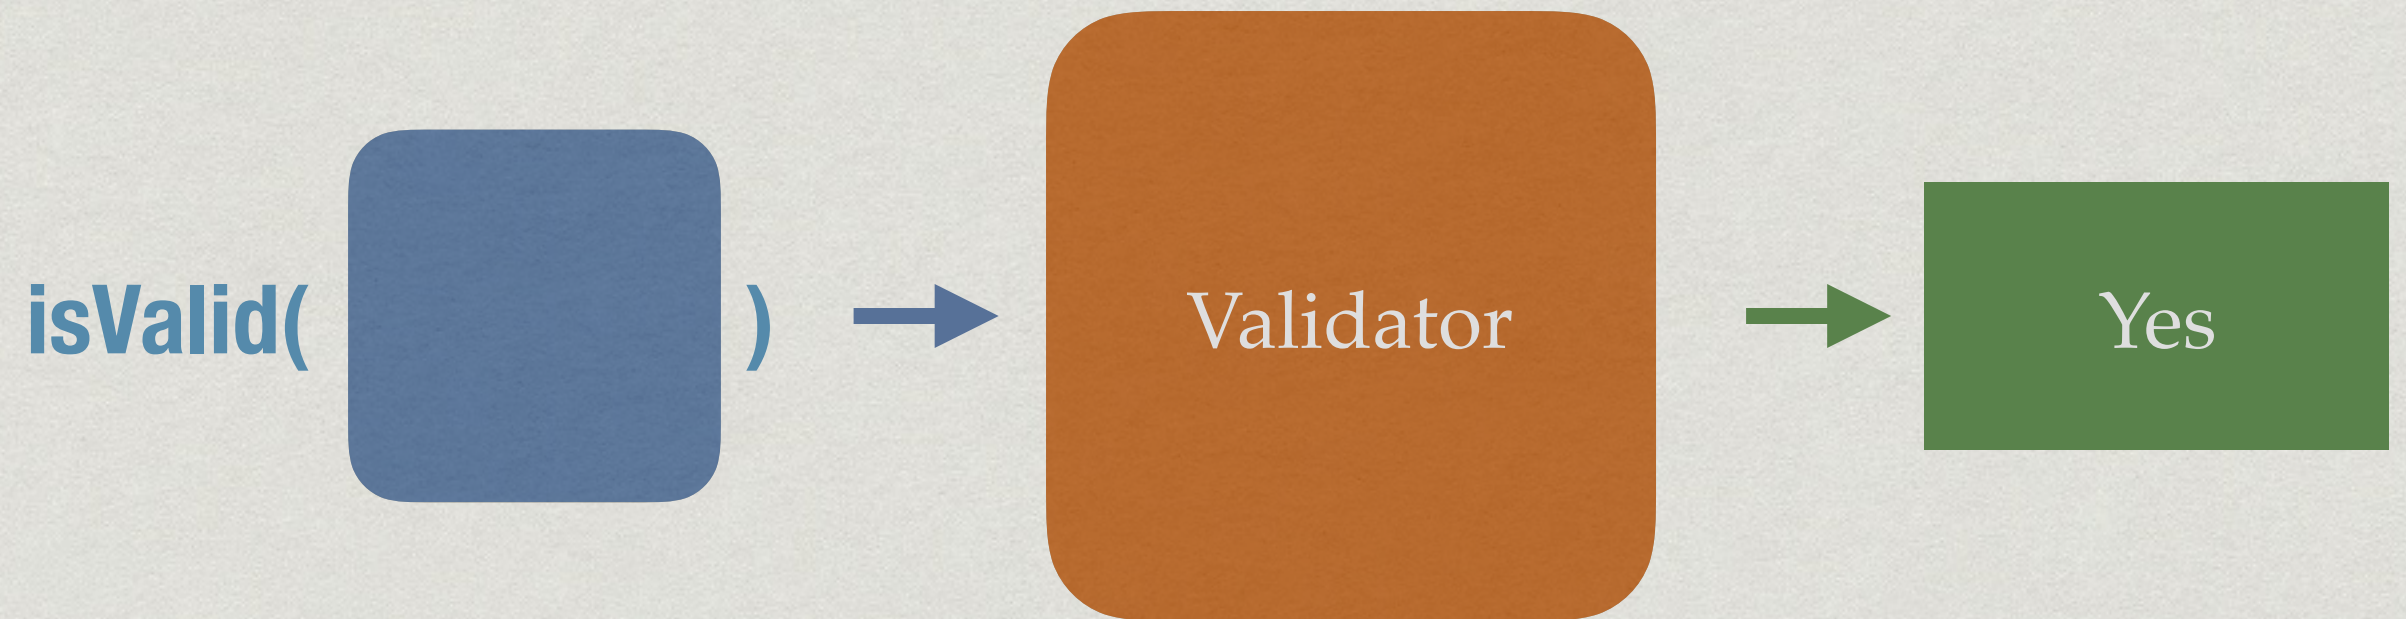 isValid( ) Validator Yes